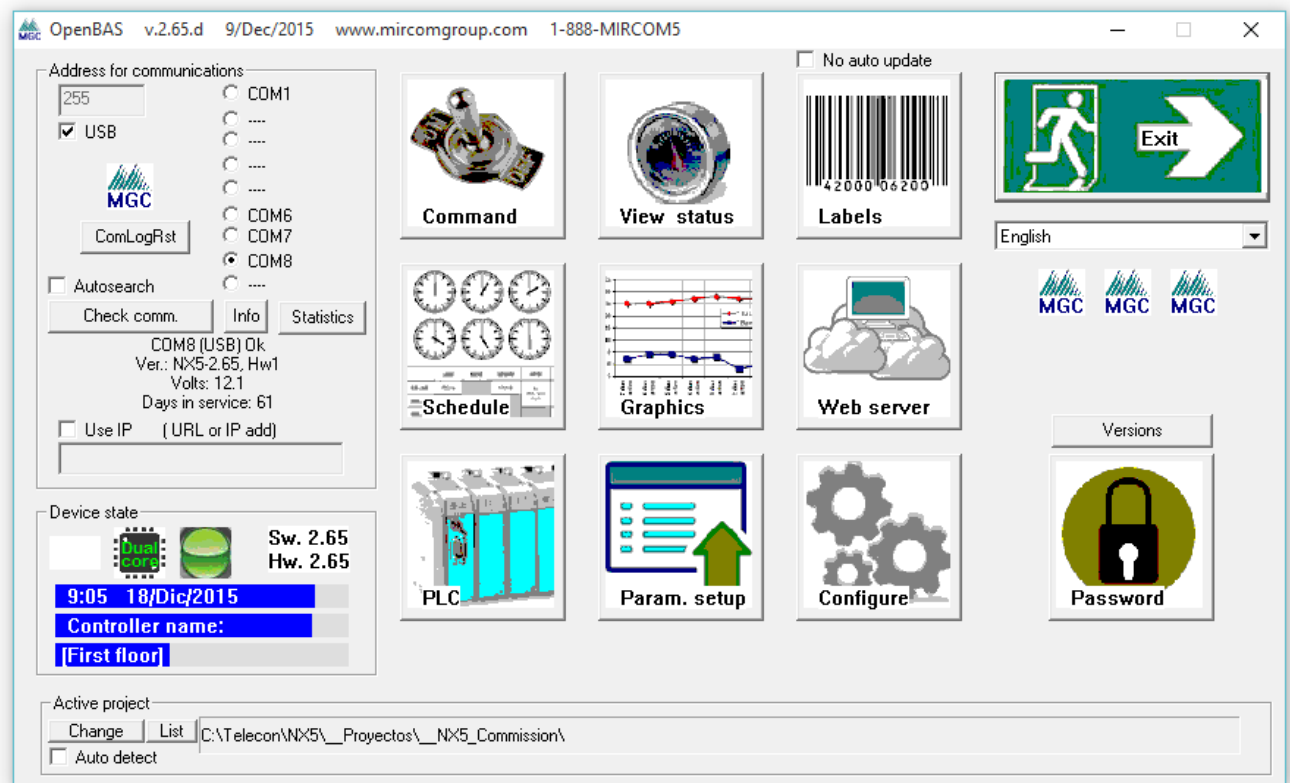 MGC OpenBAS v.2.65.d 9/Dec/2015 www.mircomgroup.com 1-888-MIRCOM5
Address for communications
255
USB
MGC
ComLogRst
COM1
----
----
----
----
COM6
COM7
COM8
----
Autosearch
Check comm.
Info
Statistics
COM8 (USB) Ok
Ver.: NX5-2.65, Hw1
Volts: 12.1
Days in service: 61
Use IP ( URL or IP add)
Device state
Dual
core
Sw. 2.65
Hw. 2.65
9:05 18/Dic/2015
Controller name:
[First floor]
No auto update
Command
View status
42000 06200
Labels
Schedule
Graphics
Web server
PLC
Param. setup
Configure
Exit
English
MGC MGC MGC
Versions
Password
Active project
Change
List
C:\Telecon\NX5\__Proyectos\__NX5_Commission\
Auto detect